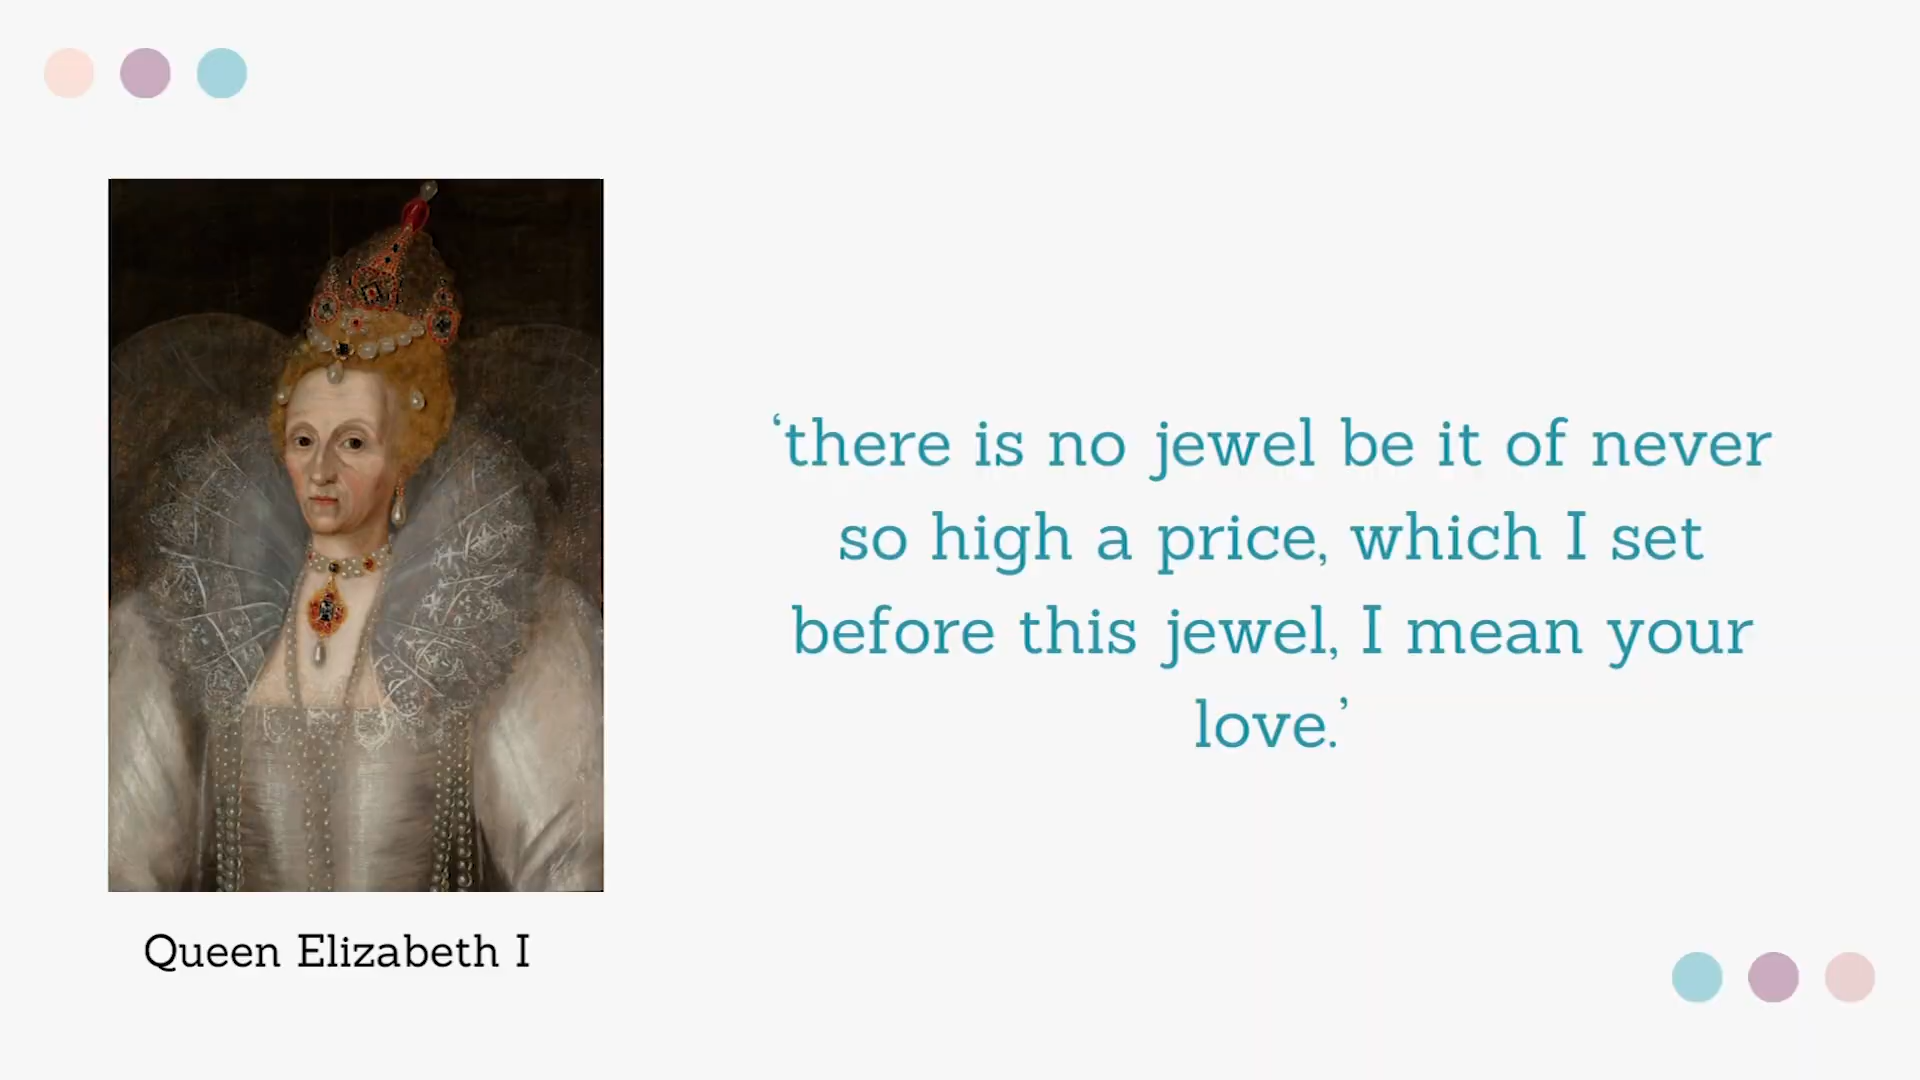 ‘there is no jewel be it of never
so high a price, which I set
before this jewel, I mean your
love.’
Queen Elizabeth I